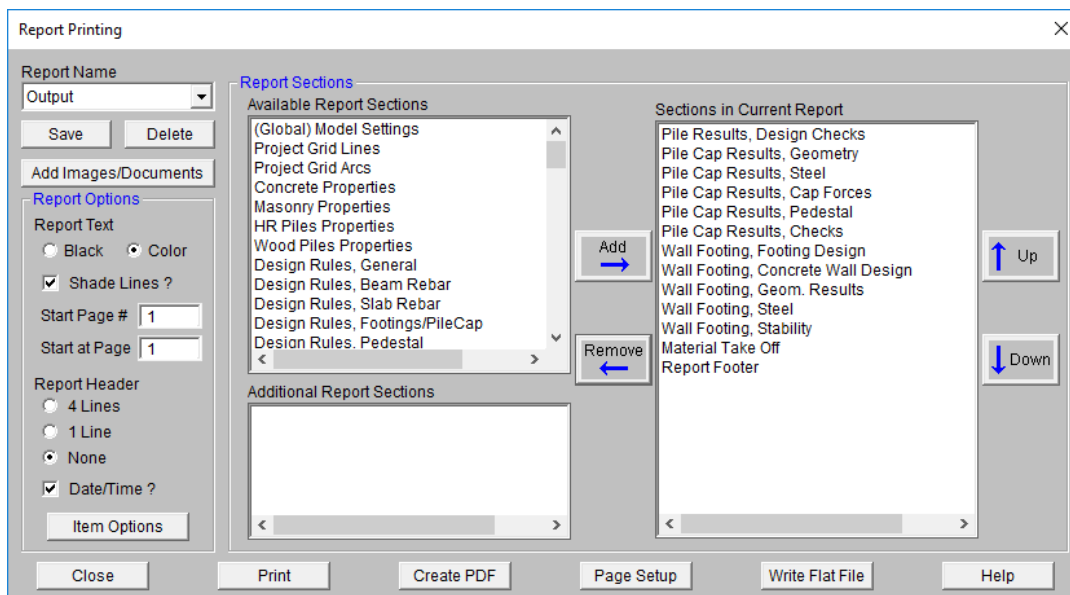 Report Printing
Report Name
Output
Save
Delete
Add Images/Documents
Report Options
Report Text
Black
Color
Shade Lines ?
Start Page # 1
Start at Page 1
Report Header
4 Lines
1 Line
None
Date/Time ?
Item Options
Report Sections
Available Report Sections
(Global) Model Settings
Project Grid Lines
Project Grid Arcs
Concrete Properties
Masonry Properties
HR Piles Properties
Wood Piles Properties
Design Rules, General
Design Rules, Beam Rebar
Design Rules, Slab Rebar
Design Rules, Footings/PileCap
Design Rules, Pedestal
Additional Report Sections
Add
Remove
Sections in Current Report
Pile Results, Design Checks
Pile Cap Results, Geometry
Pile Cap Results, Steel
Pile Cap Results, Cap Forces
Pile Cap Results, Pedestal
Pile Cap Results, Checks
Wall Footing, Footing Design
Wall Footing, Concrete Wall Design
Wall Footing, Geom. Results
Wall Footing, Steel
Wall Footing, Stability
Material Take Off
Report Footer
Up
Down
Close
Print
Create PDF
Page Setup
Write Flat File
Help